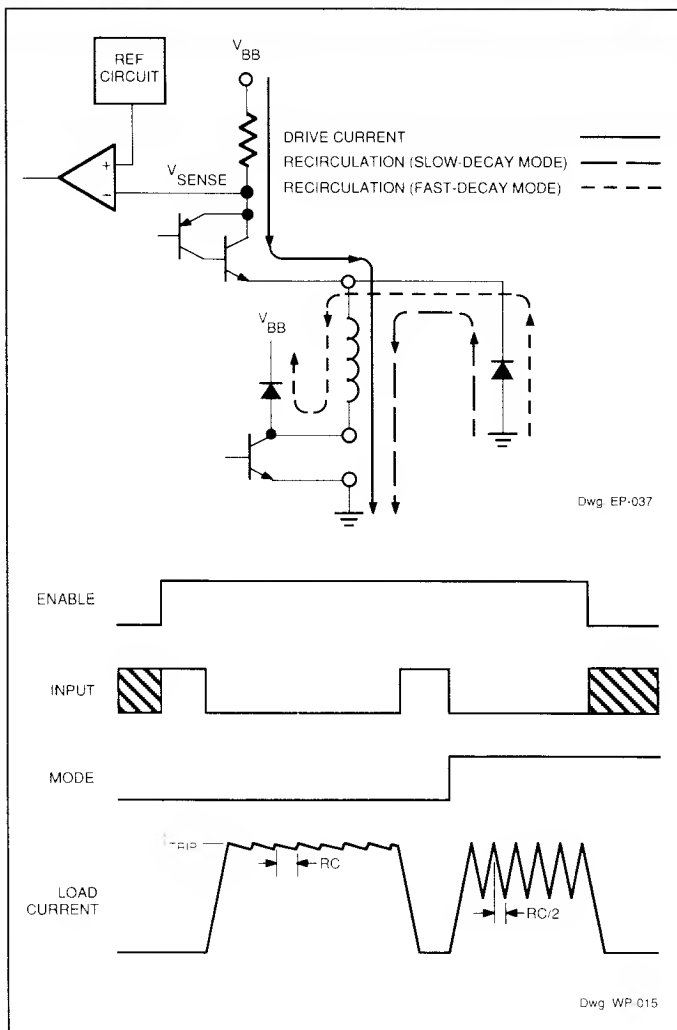 REF
CIRCUIT
V BB
+
−
V SENSE
DRIVE CURRENT
RECIRCULATION (SLOW-DECAY MODE)
RECIRCULATION (FAST-DECAY MODE)
V BB
Dwg. EP-037
ENABLE
INPUT
MODE
RC
LOAD
CURRENT
RC/2
Dwg. WP-015